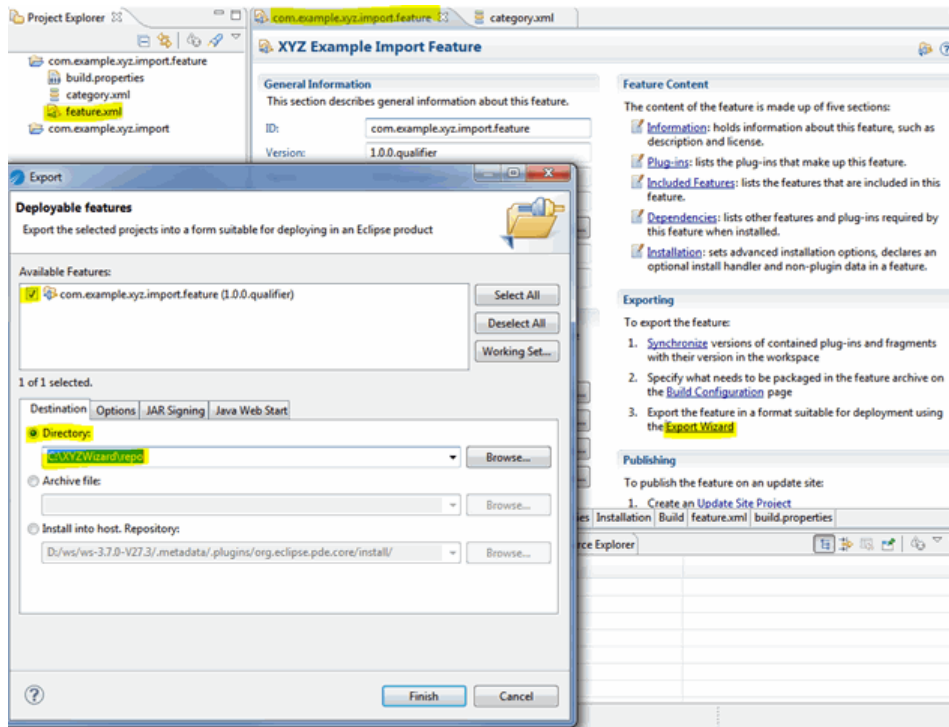 Project Explorer
com.example.xyz.import.feature
build.properties
category.xml
feature.xml
com.example.xyz.import
com.example.xyz.import.feature
category.xml
XYZ Example Import Feature
General Information
This section describes general information about this feature.
ID:
com.example.xyz.import.feature
Version:
1.0.0.qualifier
Feature Content
The content of the feature is made up of five sections:
Information: holds information about this feature, such as
description and license.
Plug-ins: lists the plug-ins that make up this feature.
Included Features: lists the features that are included in this
feature.
Dependencies: lists other features and plug-ins required by
this feature when installed.
Installation: sets advanced installation options, declares an
optional install handler and non-plugin data in a feature.
Exporting
To export the feature:
1. Synchronize versions of contained plug-ins and fragments
with their version in the workspace
2. Specify what needs to be packaged in the feature archive on
the Build Configuration page
3. Export the feature in a format suitable for deployment using
the Export Wizard
Publishing
To publish the feature on an update site:
1. Create an Update Site Project
Installation Build feature.xml build.properties
Export
Deployable features
Export the selected projects into a form suitable for deploying in an Eclipse product
Available Features:
com.example.xyz.import.feature (1.0.0.qualifier)
Select All
Deselect All
Working Set...
1 of 1 selected.
Destination Options JAR Signing Java Web Start
Directory:
C:\XYZWizard\repo
Browse...
Archive file:
Browse...
Install into host. Repository:
D:/ws/ws-3.7.0-V27.3/.metadata/.plugins/org.eclipse.pde.core/install/
Browse...
Finish
Cancel